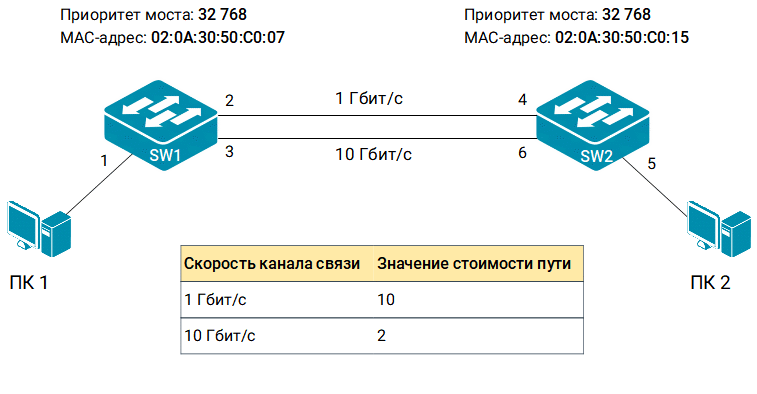 Приоритет моста: 32 768
MAC-адрес: 02:0A:30:50:C0:07
Приоритет моста: 32 768
MAC-адрес: 02:0A:30:50:C0:15
2
1 Гбит/с
4
1
SW1
3
10 Гбит/с
6
SW2
5
ПК 1
ПК 2
Скорость канала связи Значение стоимости пути
1 Гбит/с 10
10 Гбит/с 2